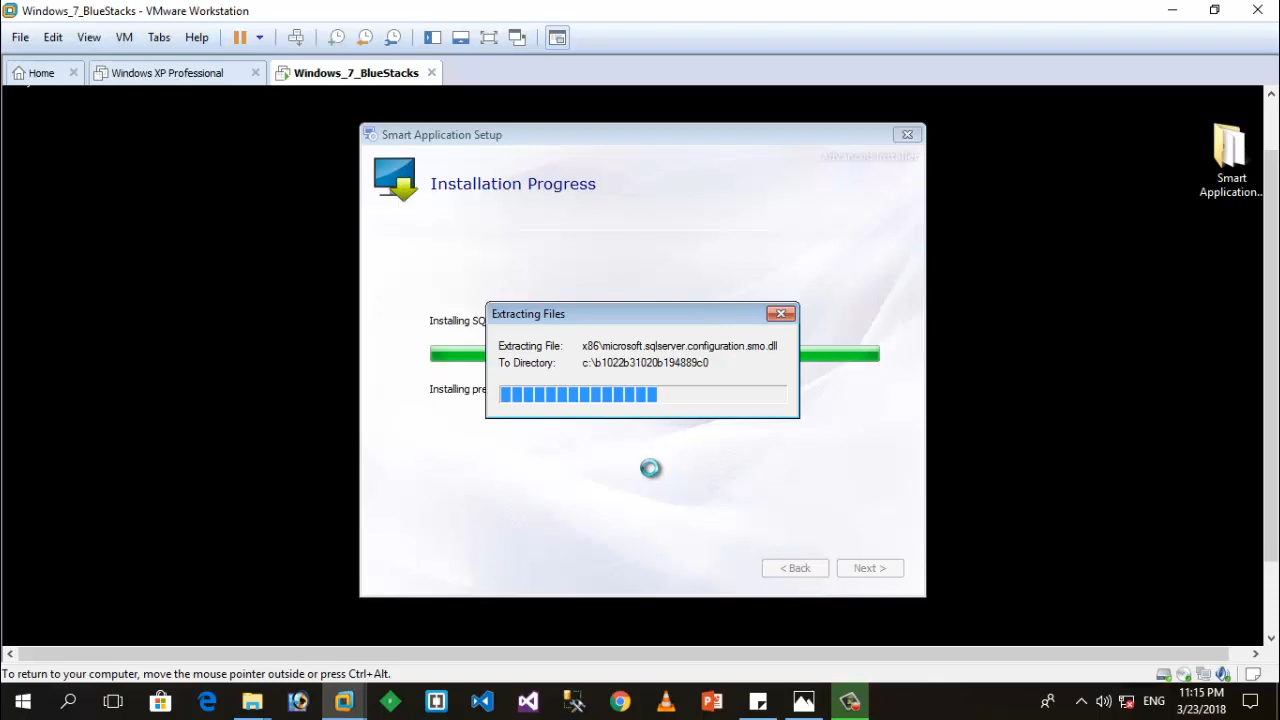 Windows_7_BlueStacks - VMware Workstation
File Edit View VM Tabs Help
Home Windows XP Professional Windows_7_BlueStacks
Smart Application Setup
Advanced Installer
Installation Progress
Smart
Application..
Extracting Files
Installing SQ
Extracting File: x86\microsoft.sqlserver.configuration.smo.dll
To Directory: c:\b1022b31020b194889c0
Installing pre
< Back Next >
To return to your computer, move the mouse pointer outside or press Ctrl+Alt.
ENG
11:15 PM
3/23/2018